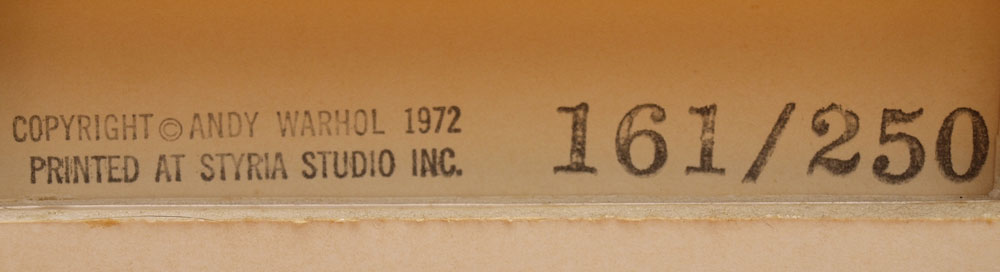 COPYRIGHT © ANDY WARHOL 1972
PRINTED AT STYRIA STUDIO INC.
161/250